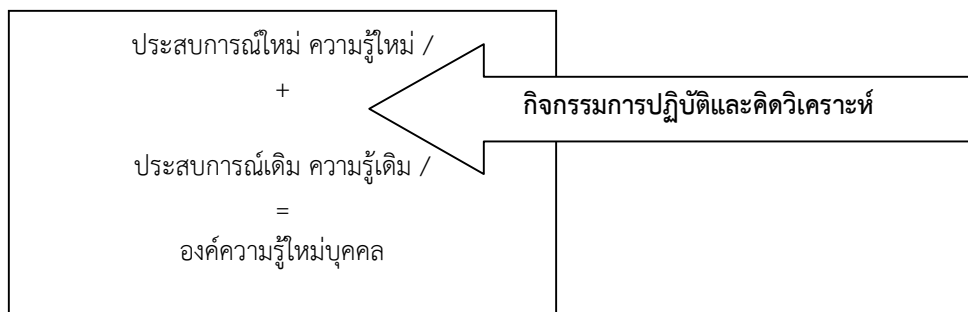 ประสบการณ์ใหม่ ความรู้ใหม่ /
+
กิจกรรมการปฏิบัติและคิดวิเคราะห์
ประสบการณ์เดิม ความรู้เดิม /
=
องค์ความรู้ใหม่บุคคล